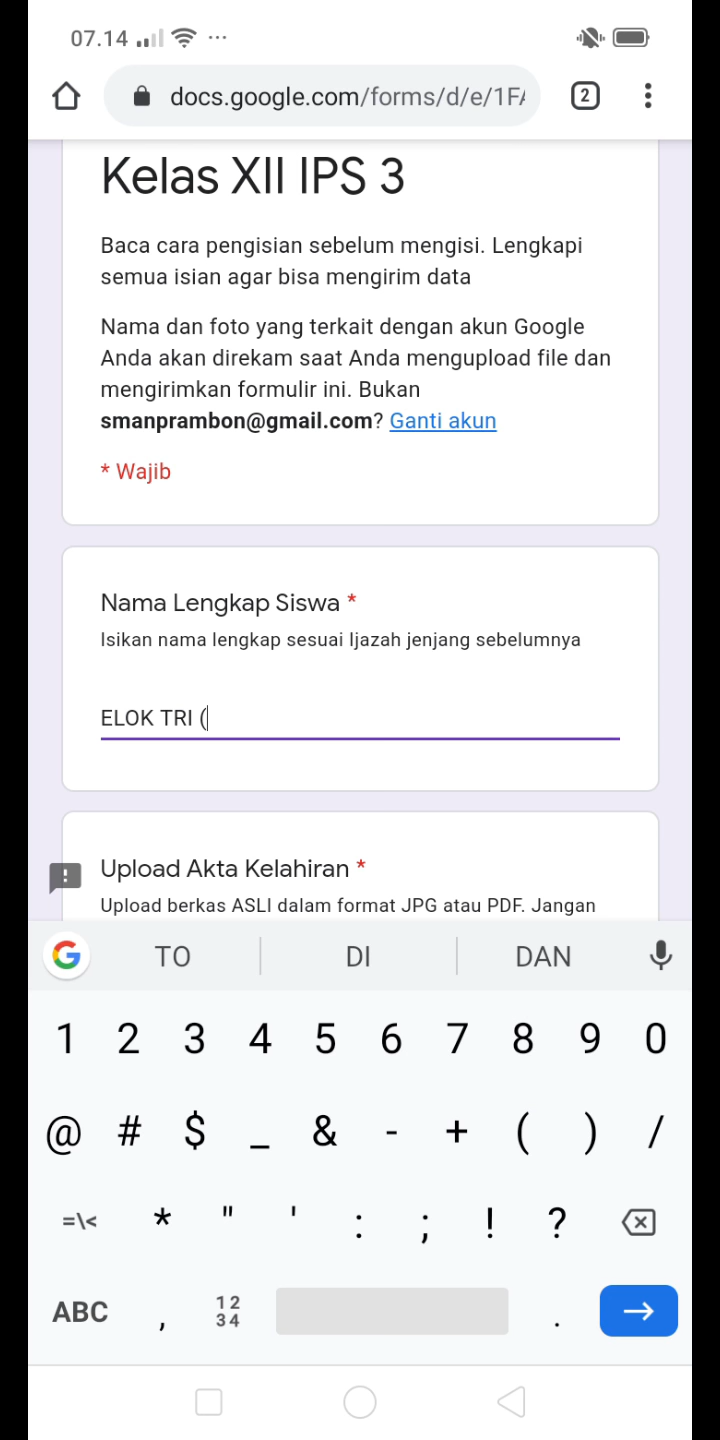 07.14
docs.google.com/forms/d/e/1FA
2
Kelas XII IPS 3
Baca cara pengisian sebelum mengisi. Lengkapi
semua isian agar bisa mengirim data
Nama dan foto yang terkait dengan akun Google
Anda akan direkam saat Anda mengupload file dan
mengirimkan formulir ini. Bukan
smanprambon@gmail.com? Ganti akun
* Wajib
Nama Lengkap Siswa *
Isikan nama lengkap sesuai Ijazah jenjang sebelumnya
ELOK TRI (
Upload Akta Kelahiran *
Upload berkas ASLI dalam format JPG atau PDF. Jangan
TO DI DAN
1 2 3 4 5 6 7 8 9 0
@ # $ _ & - + ( ) /
=\< * " ' : ; ! ?
ABC , 12 34 .